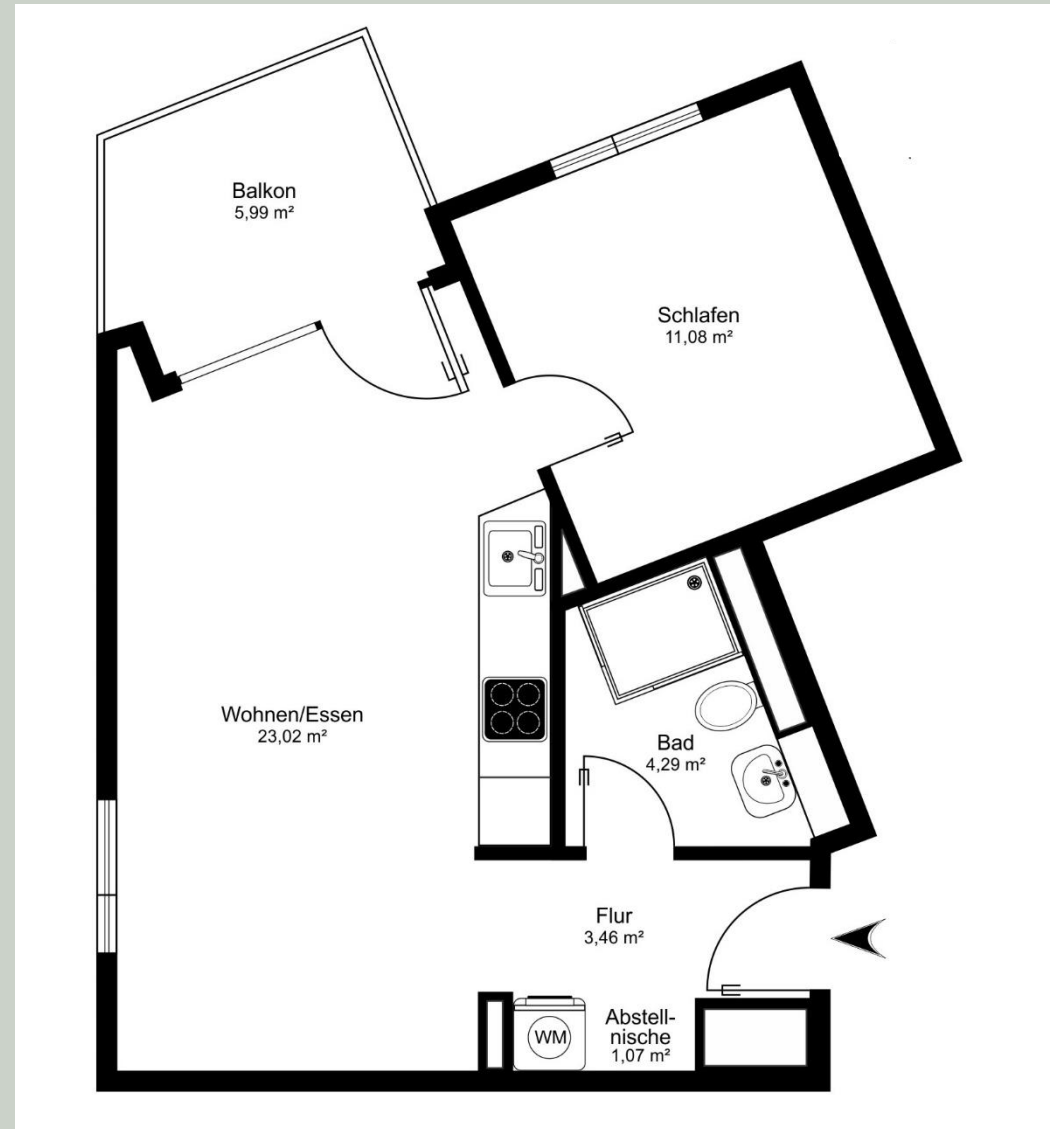 Balkon
5,99 m²
Schlafen
11,08 m²
Wohnen/Essen
23,02 m²
Bad
4,29 m²
Flur
3,46 m²
WM
Abstell-
nische
1,07 m²